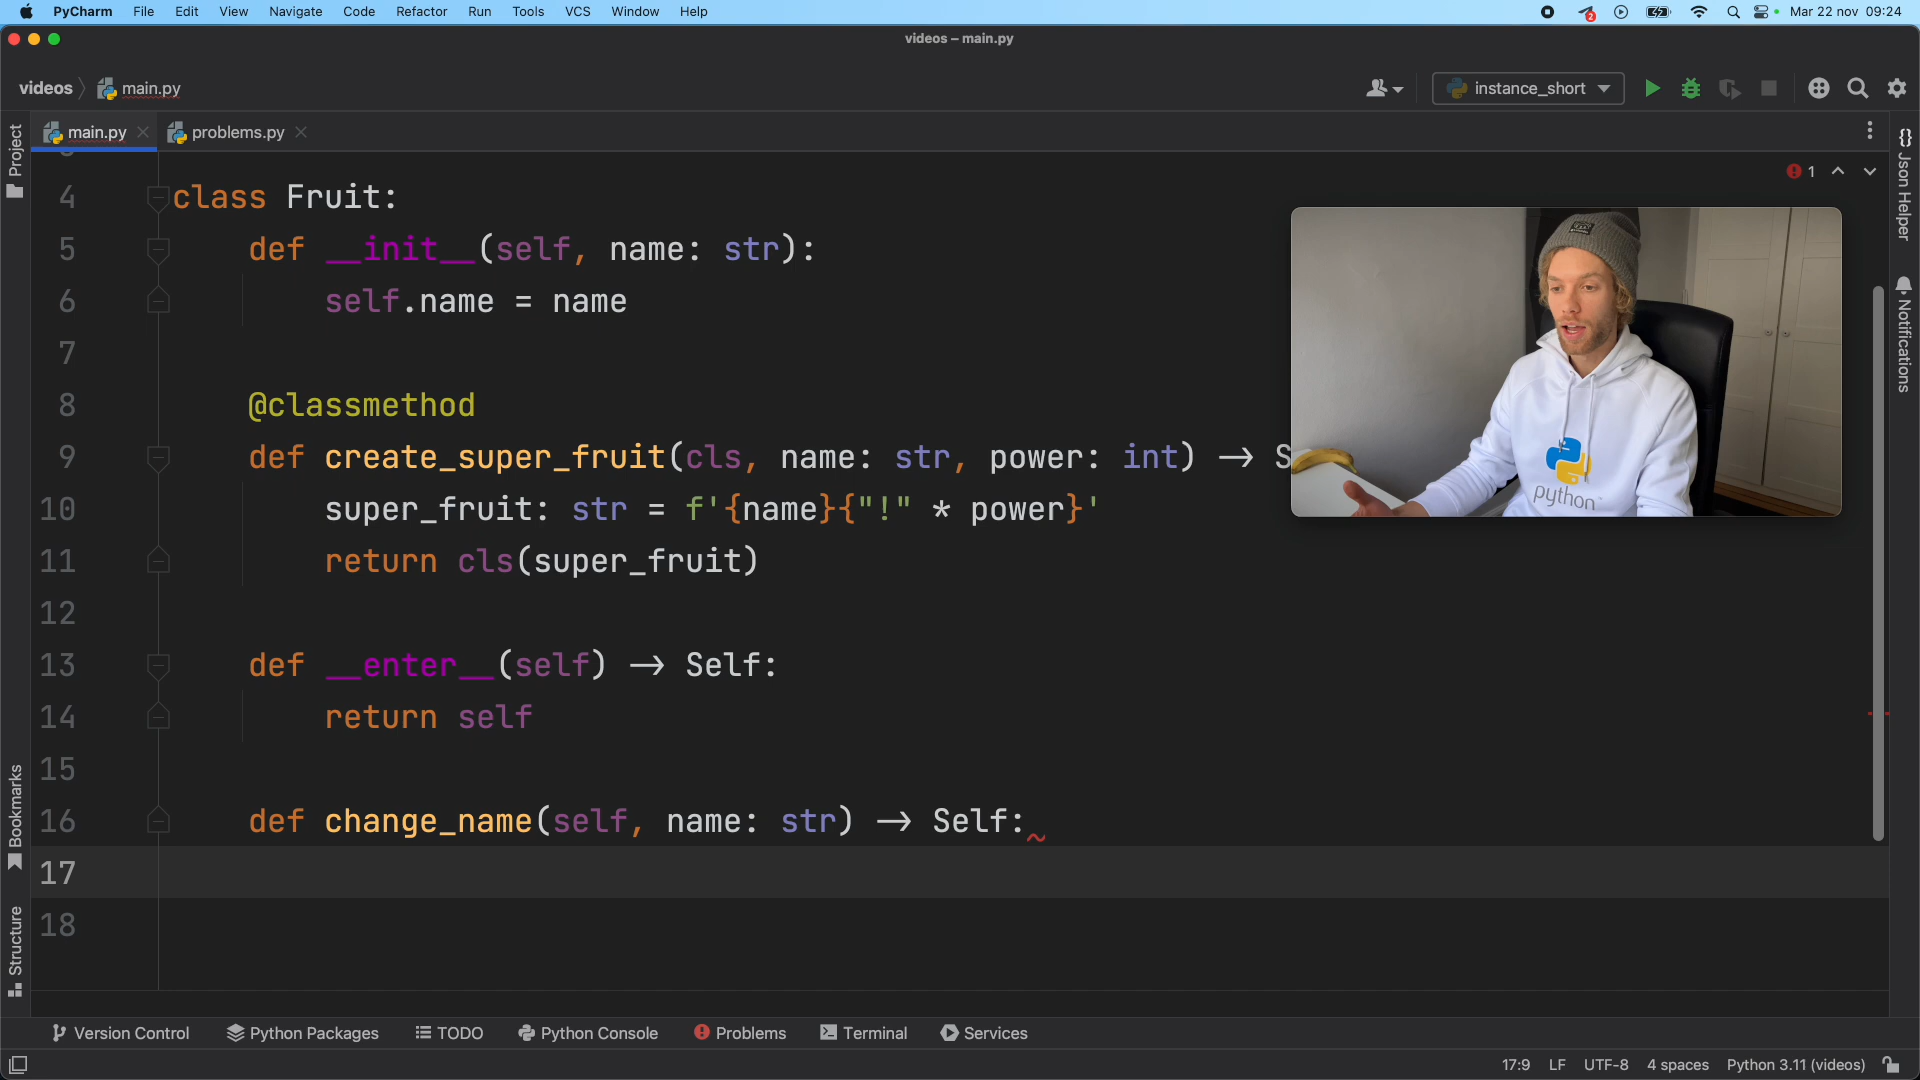 PyCharm File Edit View Navigate Code Refactor Run Tools VCS Window Help
2 Mar 22 nov 09:24
videos – main.py
videos main.py
instance_short
main.py
problems.py
Project
Json Helper
Notifications
1
4 class Fruit:
5 def __init__(self, name: str):
6 self.name = name
7
8 @classmethod
9 def create_super_fruit(cls, name: str, power: int) -> S
10 super_fruit: str = f'{name}{"!" * power}'
11 return cls(super_fruit)
12
13 def __enter__(self) -> Self:
14 return self
15
16 def change_name(self, name: str) -> Self:
17
18
python
Bookmarks
Structure
Version Control Python Packages TODO Python Console Problems Terminal Services
17:9 LF UTF-8 4 spaces Python 3.11 (videos)